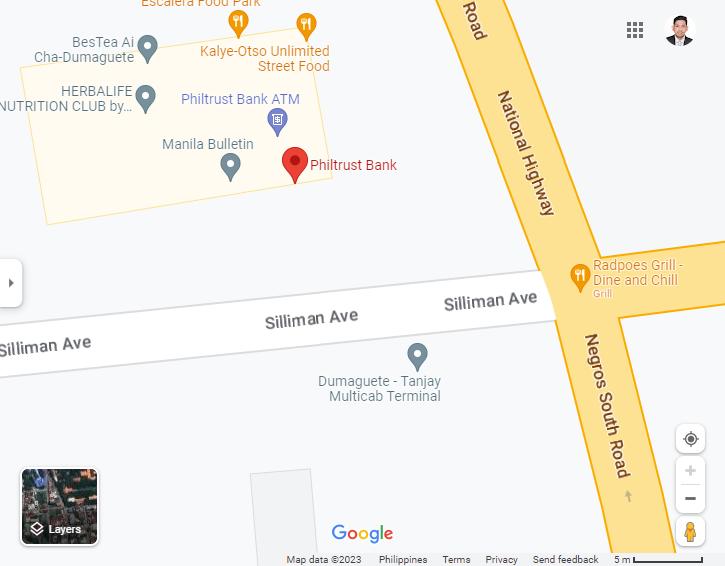 Escalera Food Park
Road
BesTea Ai
Cha-Dumaguete
Kalye-Otso Unlimited
Street Food
HERBALIFE
NUTRITION CLUB by...
Philtrust Bank ATM
National Highway
Manila Bulletin
Philtrust Bank
Radpoes Grill -
Dine and Chill
Grill
Silliman Ave
Silliman Ave
Silliman Ave
Negros South Road
Dumaguete - Tanjay
Multicab Terminal
Layers
Google
Map data ©2023 Philippines Terms Privacy Send feedback 5 m